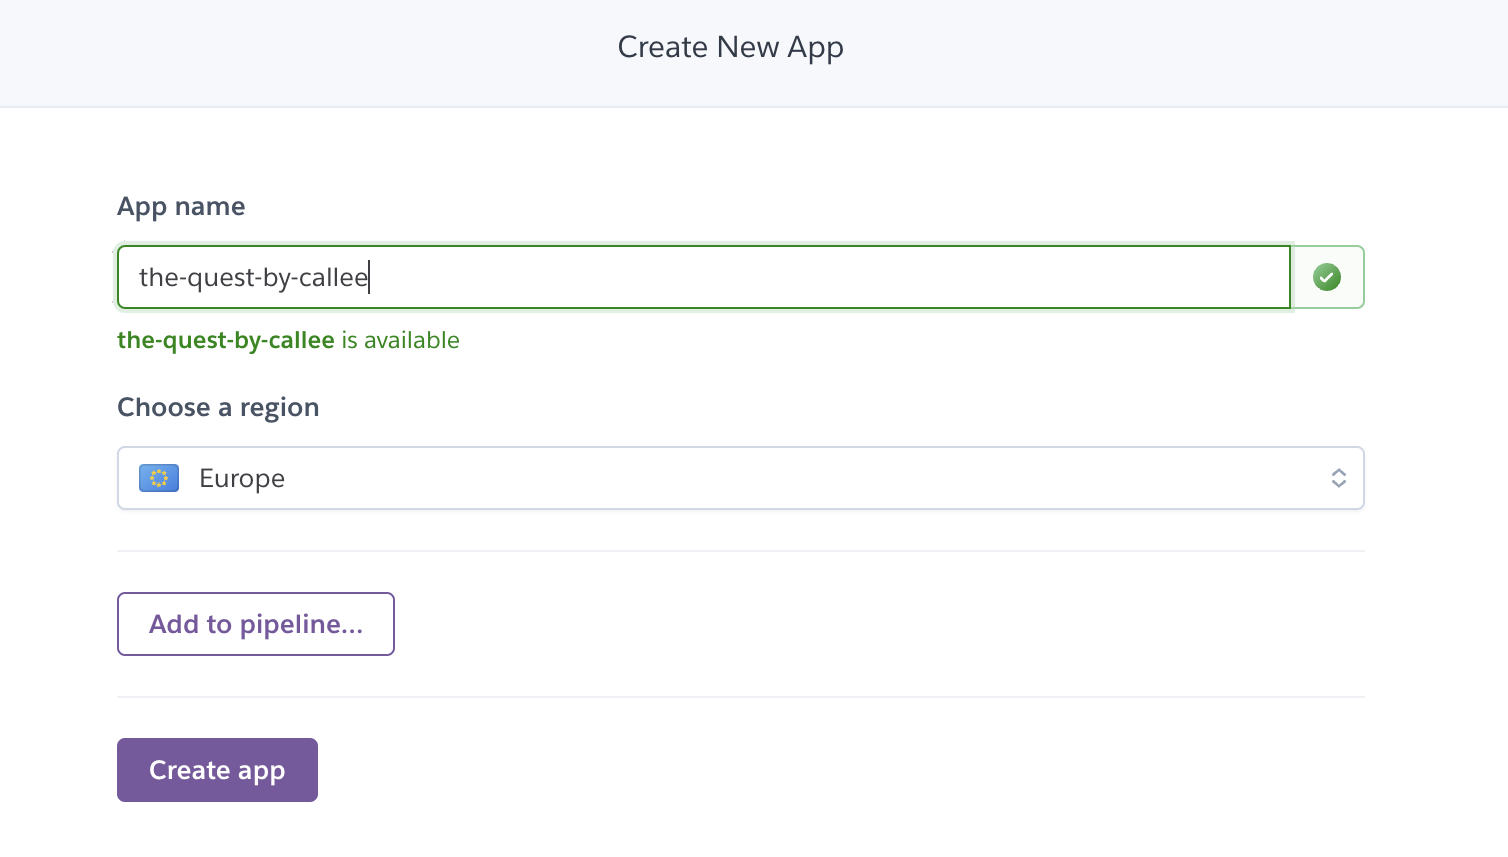 Create New App
App name
the-quest-by-callee
the-quest-by-callee is available
Choose a region
Europe
Add to pipeline...
Create app